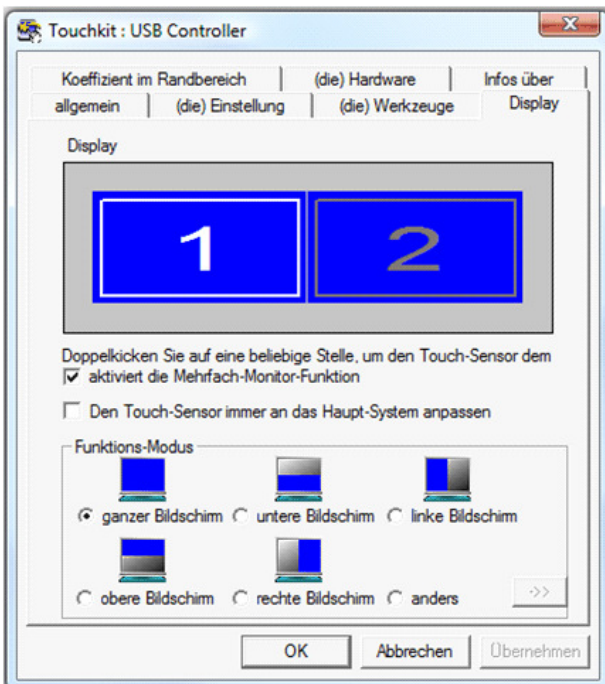 Touchkit : USB Controller
Koeffizient im Randbereich (die) Hardware Infos über
allgemein (die) Einstellung (die) Werkzeuge Display
Display
1 2
Doppelkicken Sie auf eine beliebige Stelle, um den Touch-Sensor dem
aktiviert die Mehrfach-Monitor-Funktion
Den Touch-Sensor immer an das Haupt-System anpassen
Funktions-Modus
ganzer Bildschirm untere Bildschirm linke Bildschirm
obere Bildschirm rechte Bildschirm anders ->>
OK Abbrechen Übernehmen